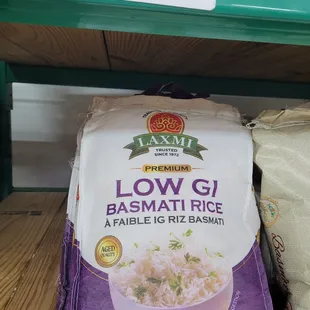 LAXMI
TRUSTED
SINCE 1972
PREMIUM
LOW GI
BASMATI RICE
À FAIBLE IG RIZ BASMATI
AGED
QUALITY